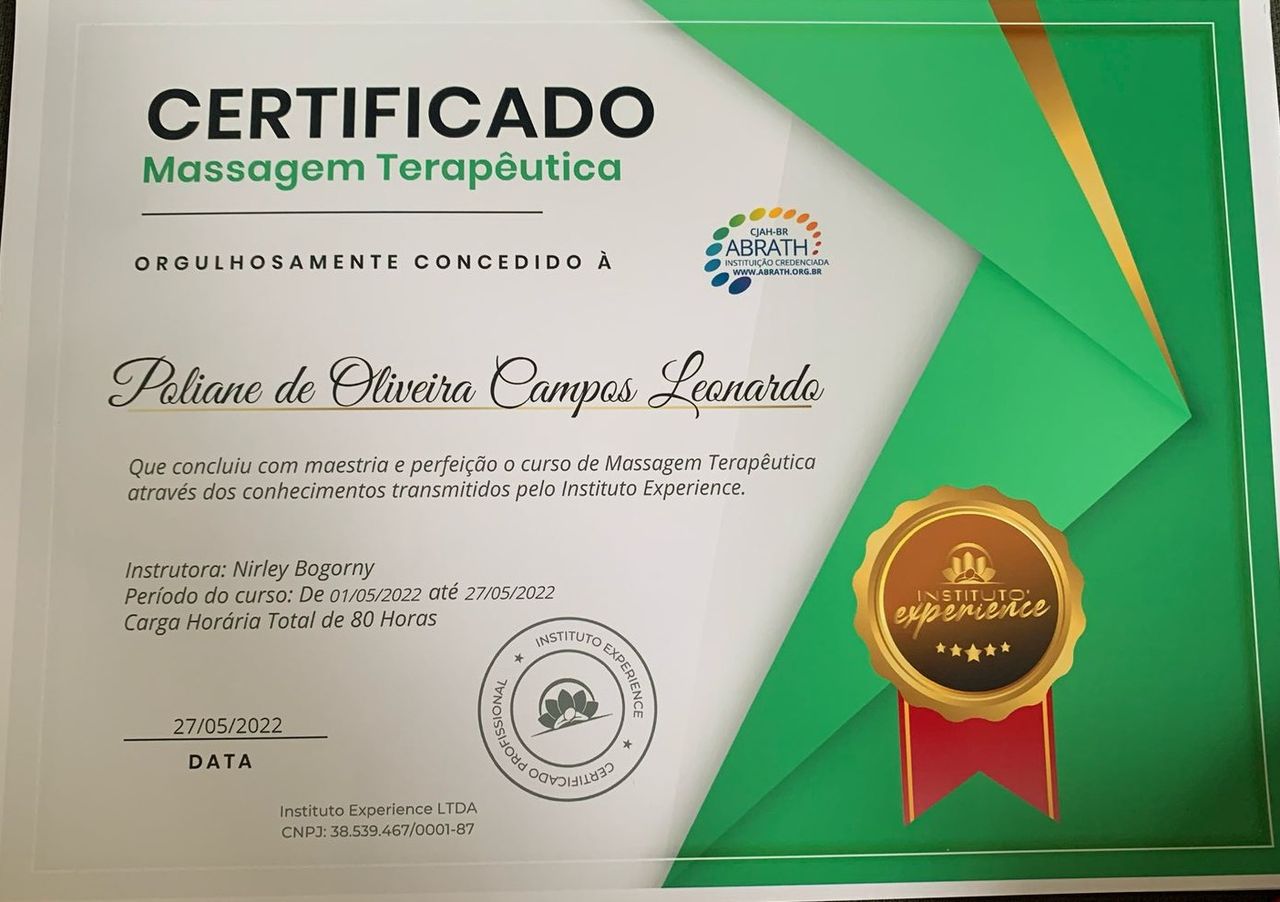 CERTIFICADO
Massagem Terapêutica
ORGULHOSAMENTE CONCEDIDO À
CJAH-BR
ABRATH
INSTITUIÇÃO CREDENCIADA
WWW.ABRATH.ORG.BR
Poliane de Oliveira Campos Leonardo
Que concluiu com maestria e perfeição o curso de Massagem Terapêutica
através dos conhecimentos transmitidos pelo Instituto Experience.
Instrutora: Nirley Bogorny
Período do curso: De 01/05/2022 até 27/05/2022
Carga Horária Total de 80 Horas
INSTITUTO EXPERIENCE
CERTIFICADO PROFISSIONAL
INSTITUTO
experience
27/05/2022
DATA
Instituto Experience LTDA
CNPJ: 38.539.467/0001-87